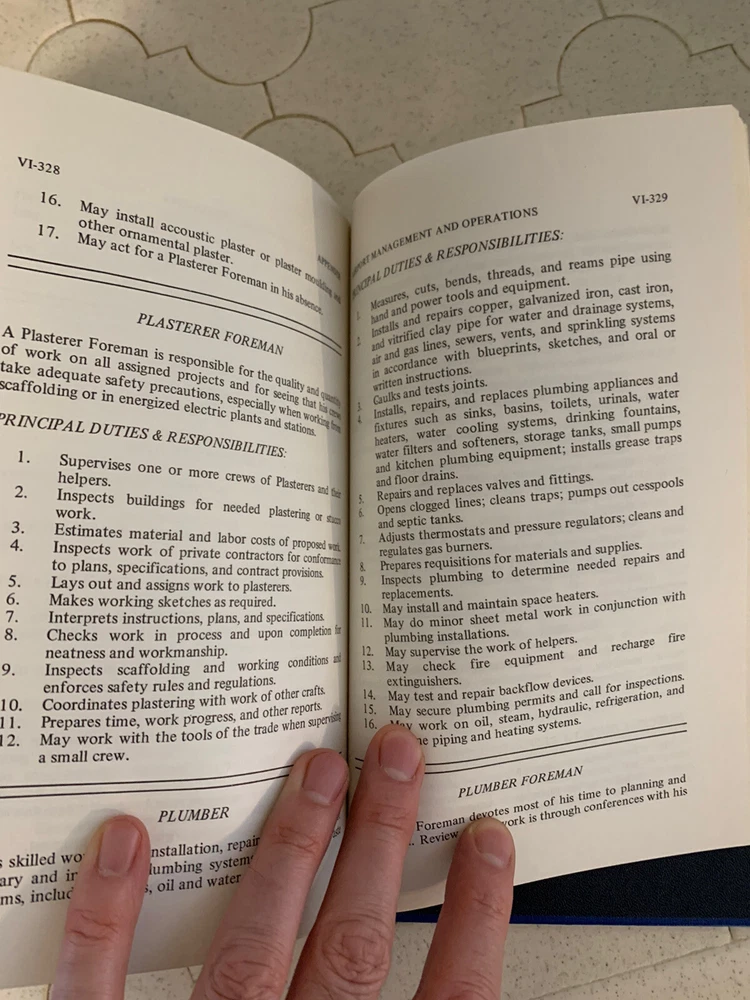 VI-328
16. May install accoustic plaster or plaster moulding and
other ornamental plaster.
17. May act for a Plasterer Foreman in his absence.
PLASTERER FOREMAN
A Plasterer Foreman is responsible for the quality and quantity
of work on all assigned projects and for seeing that his crews
take adequate safety precautions, especially when working from
scaffolding or in energized electric plants and stations.
PRINCIPAL DUTIES & RESPONSIBILITIES:
1. Supervises one or more crews of Plasterers and their
helpers.
2. Inspects buildings for needed plastering or stucco
work.
3. Estimates material and labor costs of proposed work.
4. Inspects work of private contractors for conformance
to plans, specifications, and contract provisions.
5. Lays out and assigns work to plasterers.
6. Makes working sketches as required.
7. Interprets instructions, plans, and specifications.
8. Checks work in process and upon completion for
neatness and workmanship.
9. Inspects scaffolding and working conditions and
enforces safety rules and regulations.
10. Coordinates plastering with work of other crafts.
11. Prepares time, work progress, and other reports.
12. May work with the tools of the trade when supervising
a small crew.
PLUMBER
skilled installation, repair
ary and plumbing system
ms, oil and water
VI-329
MANAGEMENT AND OPERATIONS
PRINCIPAL DUTIES & RESPONSIBILITIES:
1. Measures, cuts, bends, threads, and reams pipe using
hand and power tools and equipment.
2. Installs and repairs copper, galvanized iron, cast iron,
and vitrified clay pipe for water and drainage systems,
air and gas lines, sewers, vents, and sprinkling systems
in accordance with blueprints, sketches, and oral or
written instructions.
3. Caulks and tests joints.
4. Installs, repairs, and replaces plumbing appliances and
fixtures such as sinks, basins, toilets, urinals, water
heaters, water cooling systems, drinking fountains,
water filters and softeners, storage tanks, small pumps
and kitchen plumbing equipment; installs grease traps
and floor drains.
5. Repairs and replaces valves and fittings.
6. Opens clogged lines; cleans traps; pumps out cesspools
and septic tanks.
7. Adjusts thermostats and pressure regulators; cleans and
regulates gas burners.
8. Prepares requisitions for materials and supplies.
9. Inspects plumbing to determine needed repairs and
replacements.
10. May install and maintain space heaters.
11. May do minor sheet metal work in conjunction with
plumbing installations.
12. May supervise the work of helpers.
13. May check fire equipment and recharge fire
extinguishers.
14. May test and repair backflow devices.
15. May secure plumbing permits and call for inspections.
16. May work on oil, steam, hydraulic, refrigeration, and
piping and heating systems.
PLUMBER FOREMAN
Foreman devotes most of his time to planning and
Review work is through conferences with his